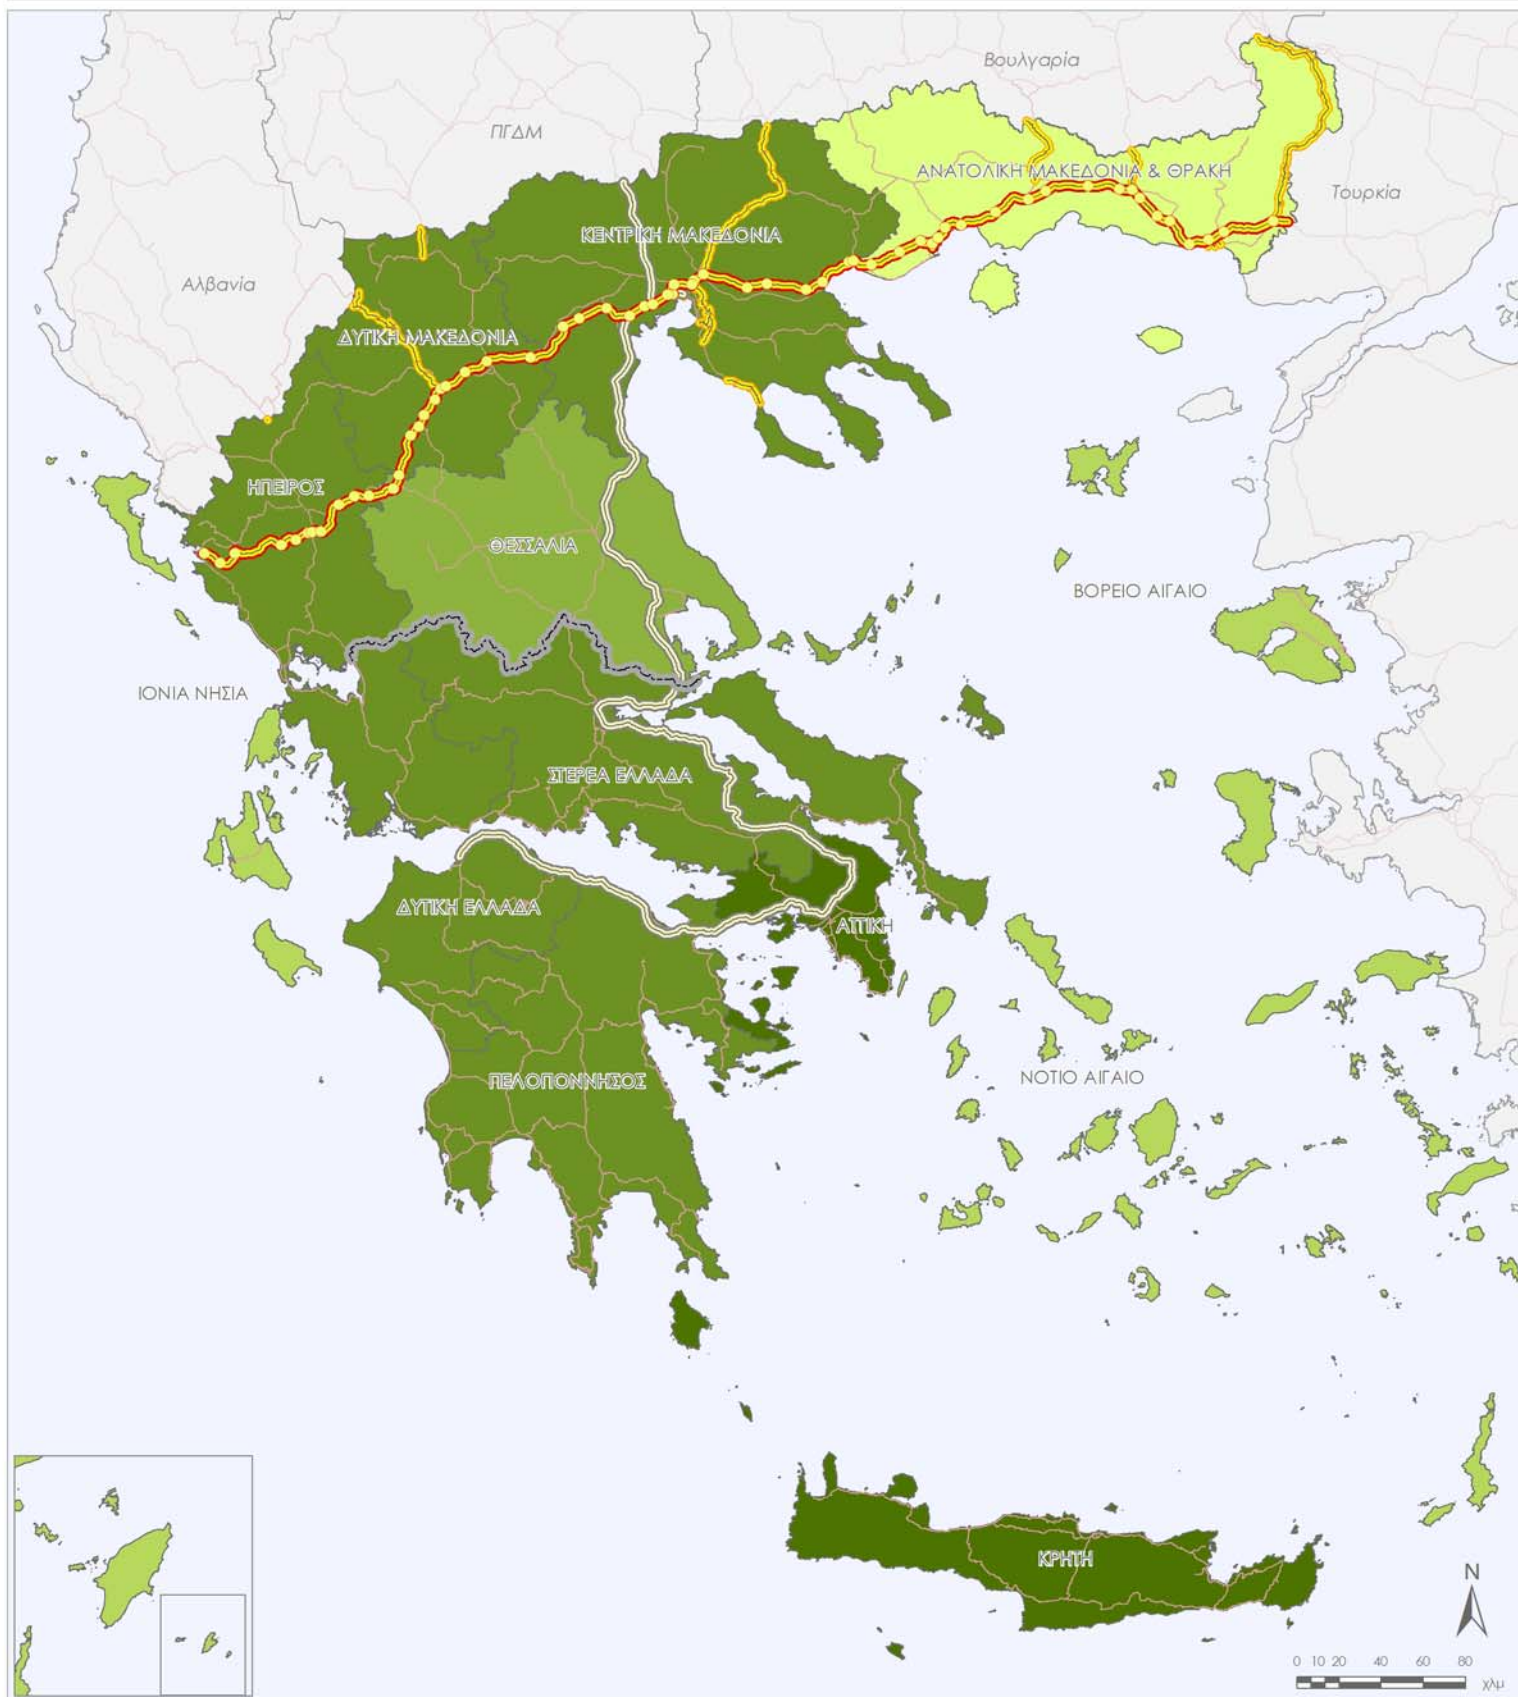 Βουλγαρία
ΠΓΔΜ
ΑΝΑΤΟΛΙΚΗ ΜΑΚΕΔΟΝΙΑ & ΘΡΑΚΗ
Τουρκία
ΚΕΝΤΡΙΚΗ ΜΑΚΕΔΟΝΙΑ
Αλβανία
ΔΥΤΙΚΗ ΜΑΚΕΔΟΝΙΑ
ΗΠΕΙΡΟΣ
ΘΕΣΣΑΛΙΑ
ΒΟΡΕΙΟ ΑΙΓΑΙΟ
ΙΟΝΙΑ ΝΗΣΙΑ
ΣΤΕΡΕΑ ΕΛΛΑΔΑ
ΔΥΤΙΚΗ ΕΛΛΑΔΑ
ΑΤΤΙΚΗ
ΝΟΤΙΟ ΑΙΓΑΙΟ
ΠΕΛΟΠΟΝΝΗΣΟΣ
ΚΡΗΤΗ
N
0 10 20 40 60 80
χλμ